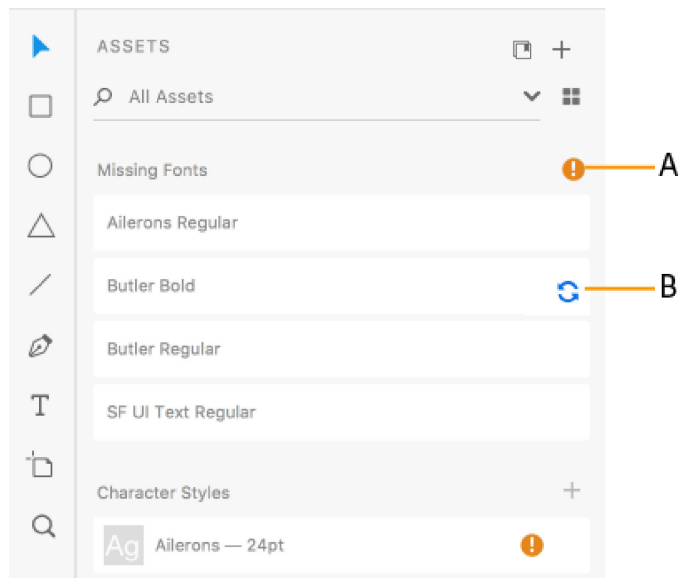 ASSETS
All Assets
Missing Fonts
A
Ailerons Regular
Butler Bold
B
Butler Regular
SF UI Text Regular
Character Styles
Ag Ailerons — 24pt